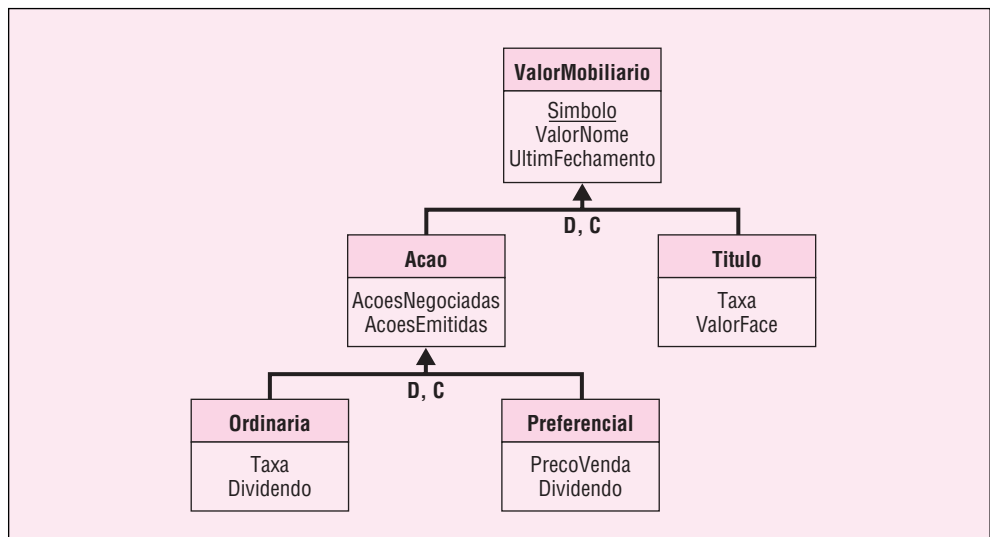 ValorMobiliario
Simbolo
ValorNome
UltimFechamento
D, C
Acao
AcoesNegociadas
AcoesEmitidas
Titulo
Taxa
ValorFace
D, C
Ordinaria
Taxa
Dividendo
Preferencial
PrecoVenda
Dividendo